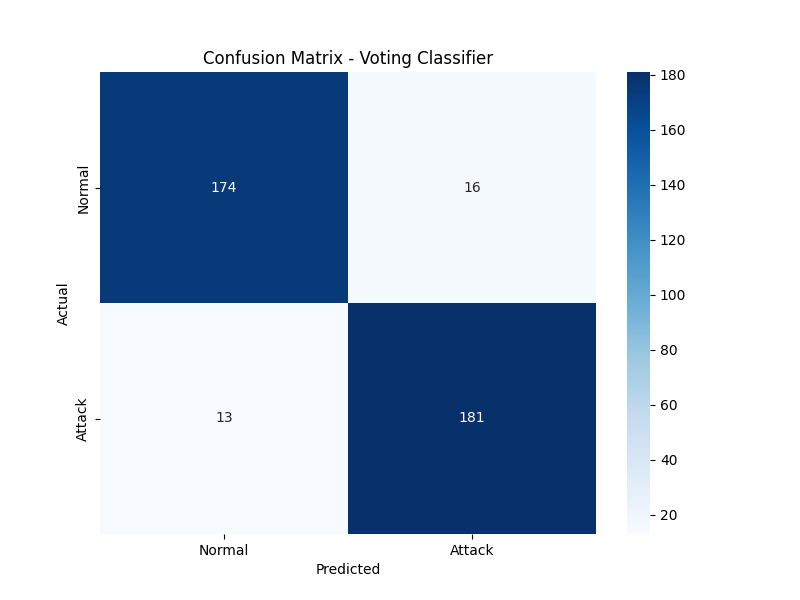 Confusion Matrix - Voting Classifier
Actual
Normal
174
16
Attack
13
181
Normal
Attack
Predicted
180
160
140
120
100
80
60
40
20